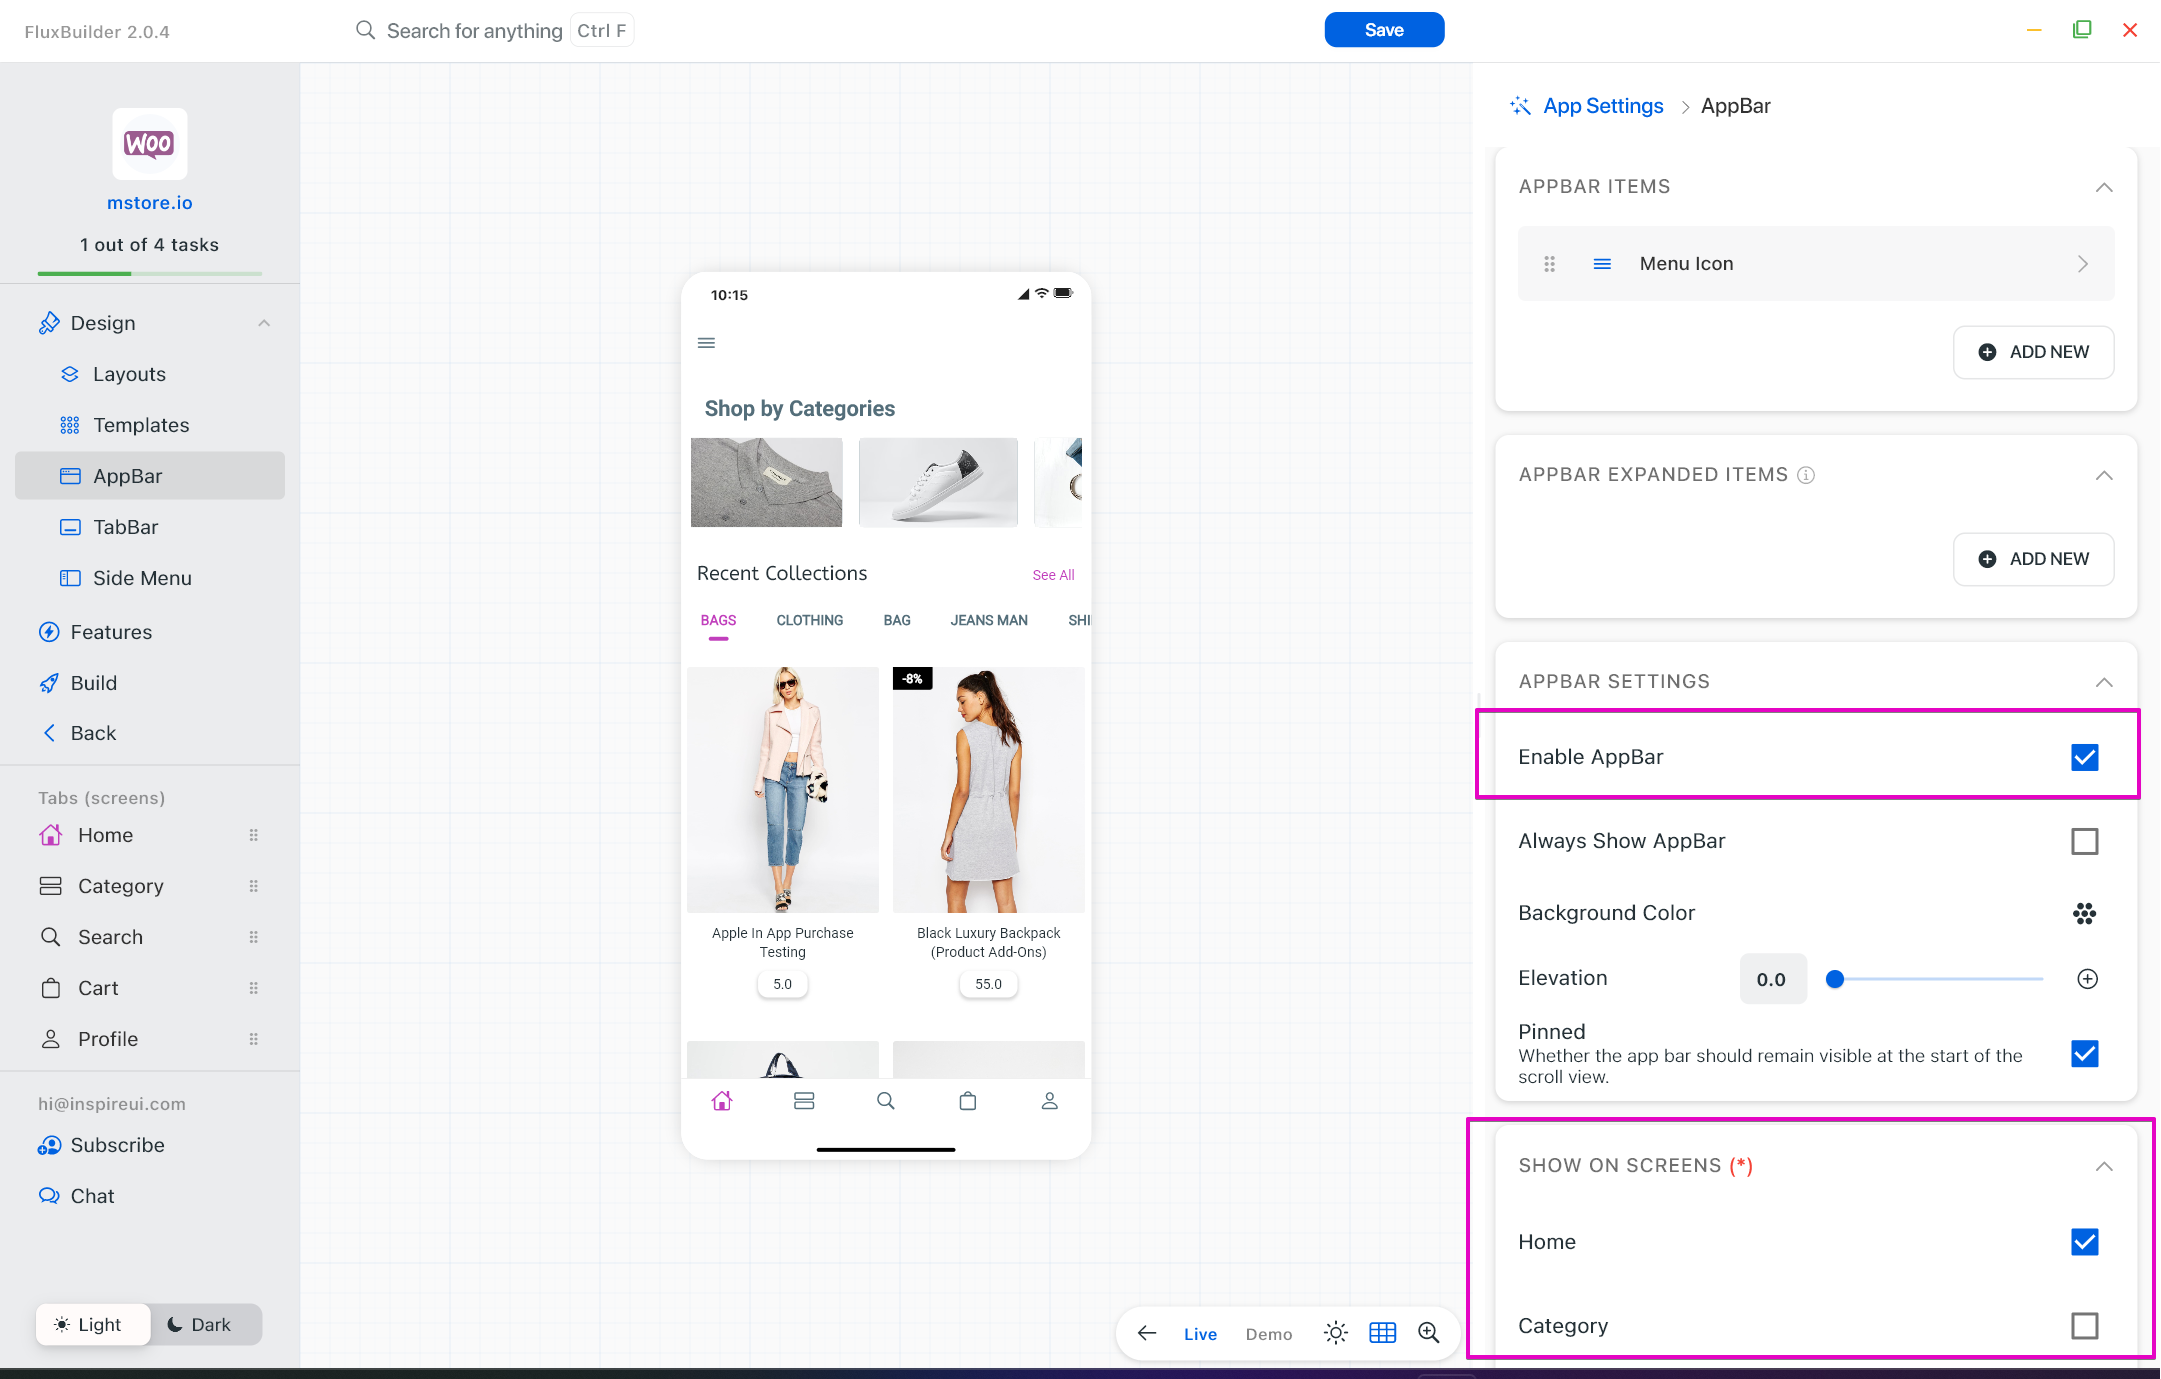 FluxBuilder 2.0.4
Search for anything
Ctrl F
Save
WOO
mstore.io
1 out of 4 tasks
Design
Layouts
Templates
AppBar
TabBar
Side Menu
Features
Build
Back
Tabs (screens)
Home
Category
Search
Cart
Profile
hi@inspireui.com
Subscribe
Chat
Light
Dark
10:15
Shop by Categories
Recent Collections
See All
BAGS
CLOTHING
BAG
JEANS MAN
SHI
-8%
Apple In App Purchase
Testing
5.0
Black Luxury Backpack
(Product Add-Ons)
55.0
Live
Demo
App Settings > AppBar
APPBAR ITEMS
Menu Icon
ADD NEW
APPBAR EXPANDED ITEMS
ADD NEW
APPBAR SETTINGS
Enable AppBar
Always Show AppBar
Background Color
Elevation
0.0
Pinned
Whether the app bar should remain visible at the start of the
scroll view.
SHOW ON SCREENS (*)
Home
Category